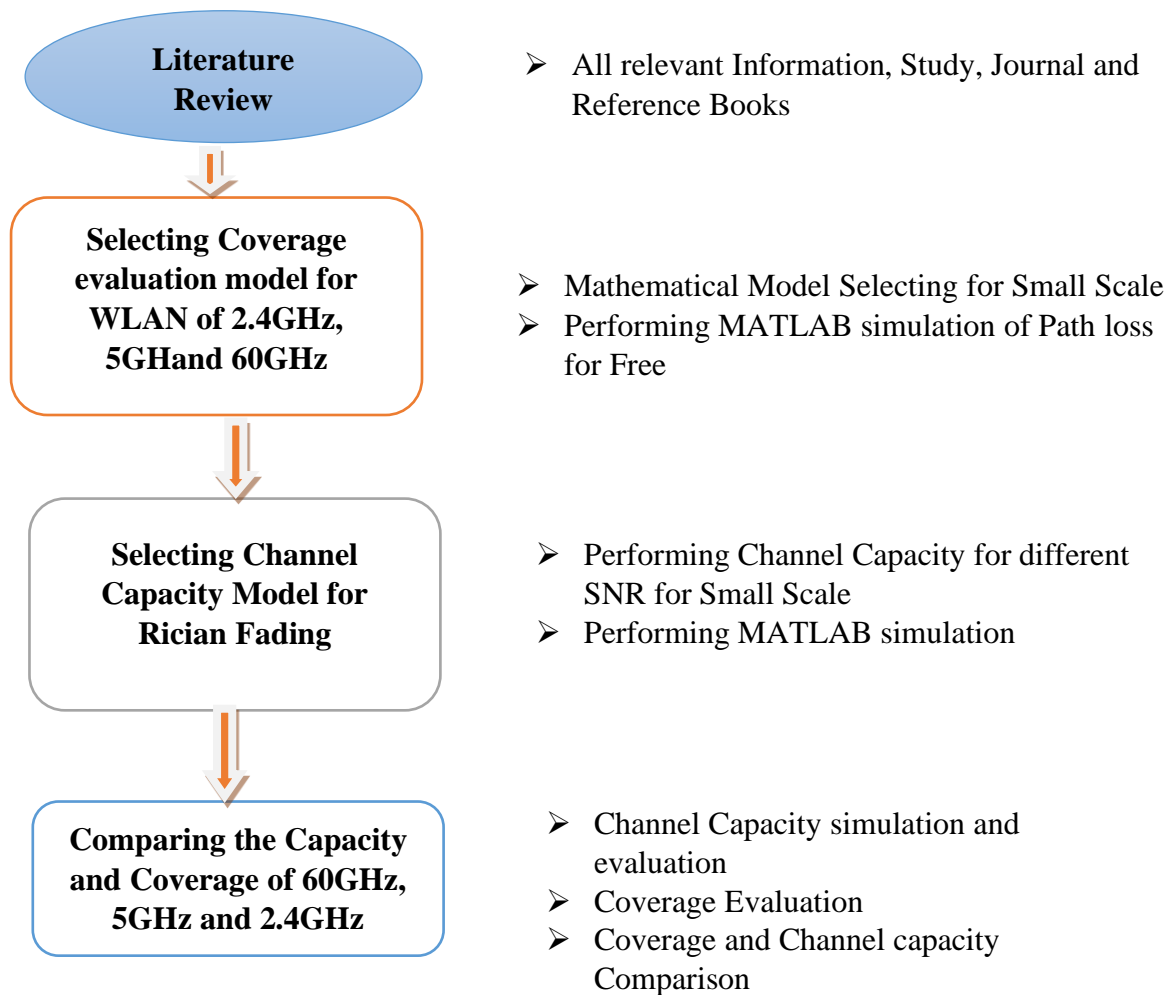 Literature
Review
➢ All relevant Information, Study, Journal and
Reference Books
Selecting Coverage
evaluation model for
WLAN of 2.4GHz,
5GHand 60GHz
➢ Mathematical Model Selecting for Small Scale
➢ Performing MATLAB simulation of Path loss
for Free
Selecting Channel
Capacity Model for
Rician Fading
➢ Performing Channel Capacity for different
SNR for Small Scale
➢ Performing MATLAB simulation
Comparing the Capacity
and Coverage of 60GHz,
5GHz and 2.4GHz
➢ Channel Capacity simulation and
evaluation
➢ Coverage Evaluation
➢ Coverage and Channel capacity
Comparison